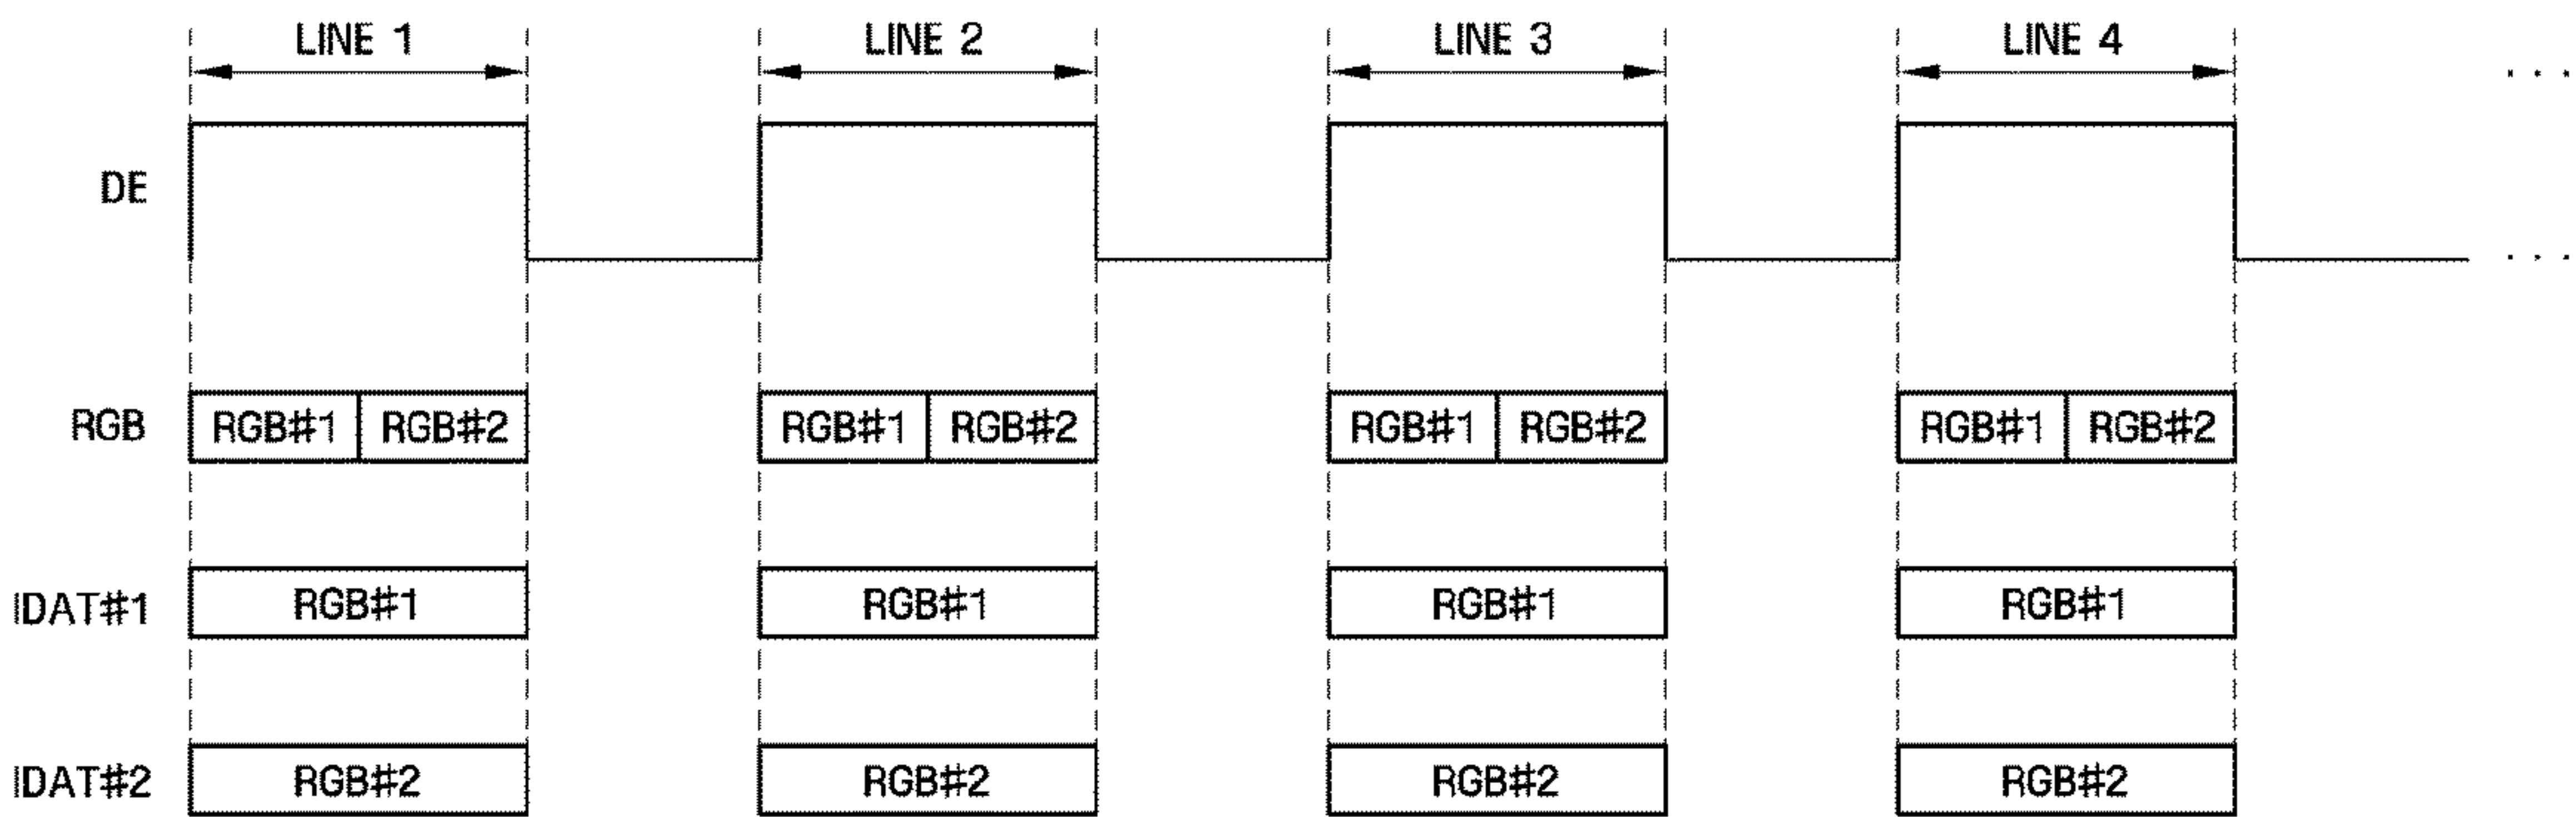 LINE 1 LINE 2 LINE 3 LINE 4 ...
DE ...
RGB RGB#1 RGB#2 RGB#1 RGB#2 RGB#1 RGB#2 RGB#1 RGB#2
IDAT#1 RGB#1 RGB#1 RGB#1 RGB#1
IDAT#2 RGB#2 RGB#2 RGB#2 RGB#2